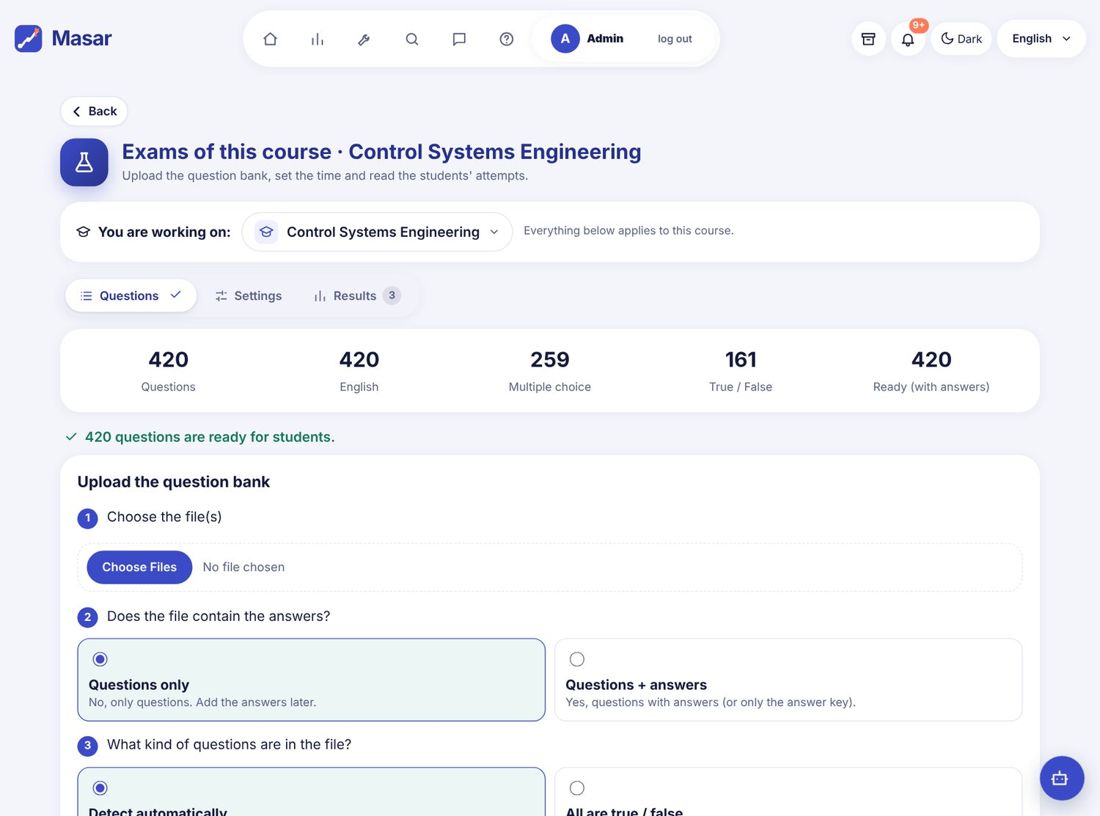 Masar
A Admin log out
9+
Dark
English
Back
Exams of this course · Control Systems Engineering
Upload the question bank, set the time and read the students' attempts.
You are working on: Control Systems Engineering Everything below applies to this course.
Questions Settings Results 3
420 420 259 161 420
Questions English Multiple choice True / False Ready (with answers)
420 questions are ready for students.
Upload the question bank
1 Choose the file(s)
Choose Files No file chosen
2 Does the file contain the answers?
Questions only Questions + answers
No, only questions. Add the answers later. Yes, questions with answers (or only the answer key).
3 What kind of questions are in the file?
Detect automatically All are true / false